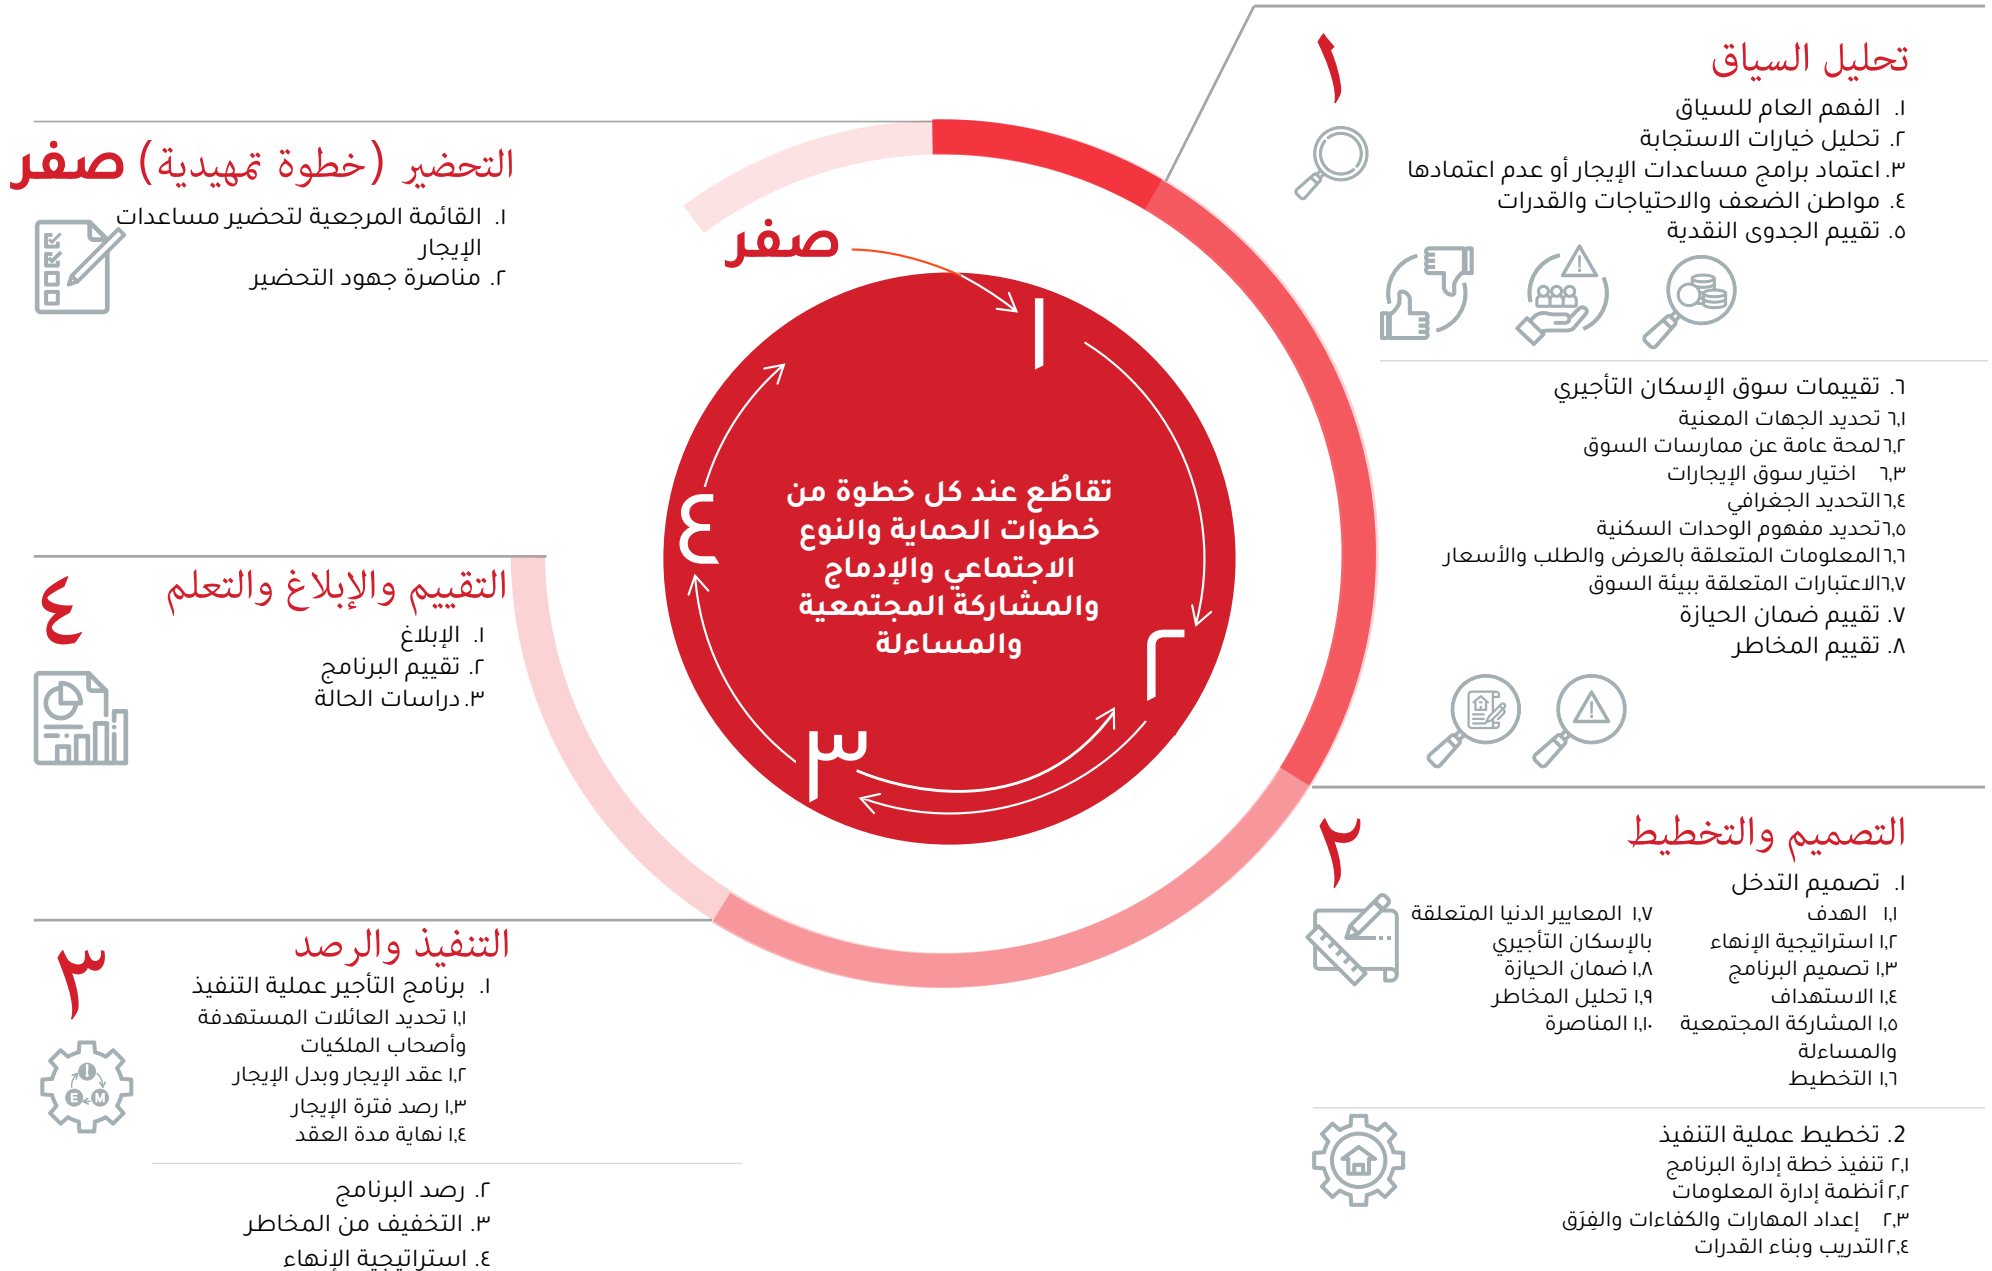 ١
تحليل السياق
١. الفهم العام للسياق
٢. تحليل خيارات الاستجابة
٣. اعتماد برامج مساعدات الإيجار أو عدم اعتمادها
٤. مواطن الضعف والاحتياجات والقدرات
٥. تقييم الجدوى النقدية
٦. تقييمات سوق الإسكان التأجيري
٦,١ تحديد الجهات المعنية
٦,٢ لمحة عامة عن ممارسات السوق
٦,٣ اختيار سوق الإيجارات
٦,٤ التحديد الجغرافي
٦,٥ تحديد مفهوم الوحدات السكنية
٦,٦ المعلومات المتعلقة بالعرض والطلب والأسعار
٦,٧ الاعتبارات المتعلقة ببيئة السوق
٧. تقييم ضمان الحيازة
٨. تقييم المخاطر
٢
التصميم والتخطيط
١. تصميم التدخل
١,١ الهدف
١,٢ استراتيجية الإنهاء
١,٣ تصميم البرنامج
١,٤ الاستهداف
١,٥ المشاركة المجتمعية
والمساءلة
١,٦ التخطيط
١,٧ المعايير الدنيا المتعلقة
بالإسكان التأجيري
١,٨ ضمان الحيازة
١,٩ تحليل المخاطر
١,١٠ المناصرة
2. تخطيط عملية التنفيذ
٢,١ تنفيذ خطة إدارة البرنامج
٢,٢ أنظمة إدارة المعلومات
٢,٣ إعداد المهارات والكفاءات والفِرَق
٢,٤ التدريب وبناء القدرات
صفر
١
٢
٣
٤
تقاطُع عند كل خطوة من
خطوات الحماية والنوع
الاجتماعي والإدماج
والمشاركة المجتمعية
والمساءلة
التحضير (خطوة تمهيدية) صفر
١. القائمة المرجعية لتحضير مساعدات
الإيجار
٢. مناصرة جهود التحضير
٤
التقييم والإبلاغ والتعلم
١. الإبلاغ
٢. تقييم البرنامج
٣. دراسات الحالة
٣
التنفيذ والرصد
١. برنامج التأجير عملية التنفيذ
١,١ تحديد العائلات المستهدفة
وأصحاب الملكيات
١,٢ عقد الإيجار وبدل الإيجار
١,٣ رصد فترة الإيجار
١,٤ نهاية مدة العقد
I
E
M
٢. رصد البرنامج
٣. التخفيف من المخاطر
٤. استراتيجية الإنهاء